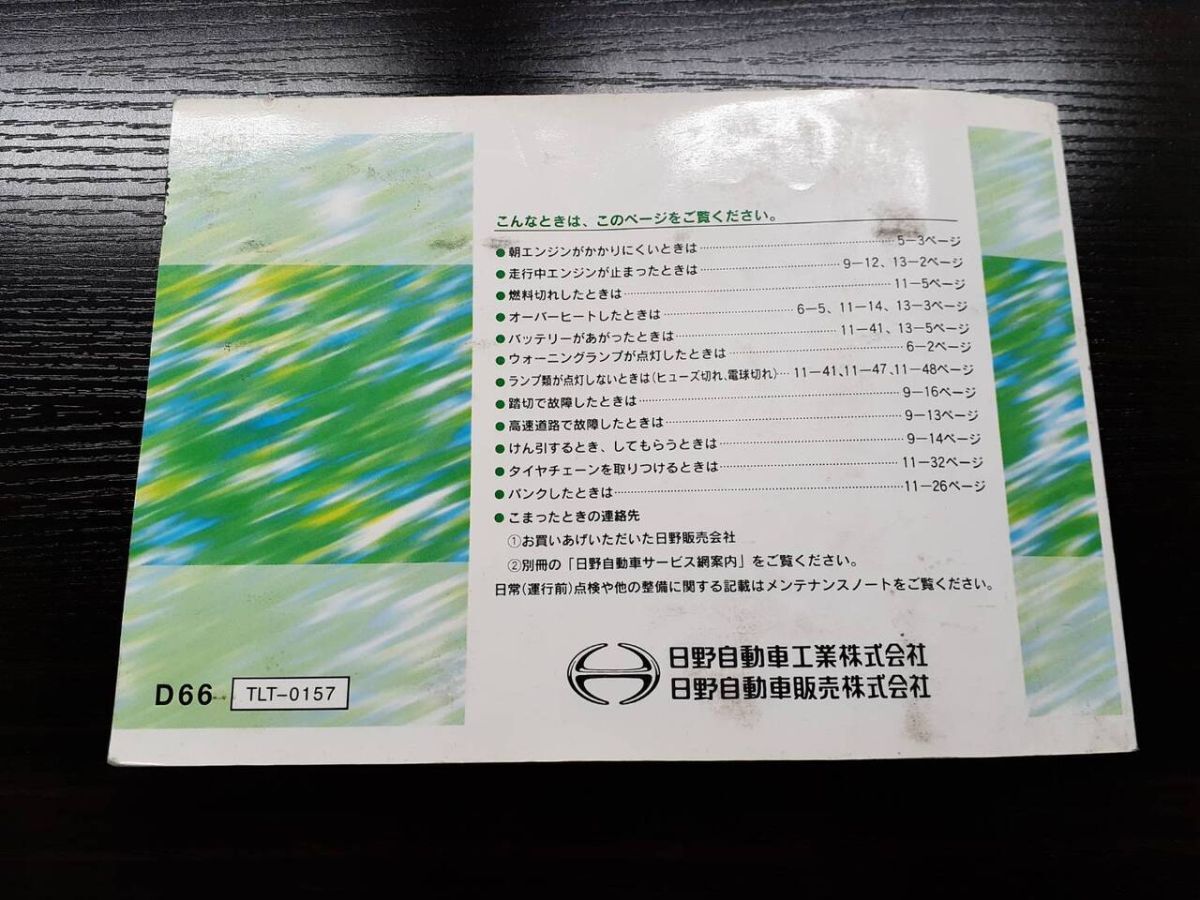 こんなときは、このページをご覧ください。
●朝エンジンがかかりにくいときは……………5−3ページ
●走行中エンジンが止まったときは……………9−12、13−2ページ
●燃料切れしたときは……………11−5ページ
●オーバーヒートしたときは……………6−5、11−14、13−3ページ
●バッテリーがあがったときは……………11−41、13−5ページ
●ウォーニングランプが点灯したときは……………6−2ページ
●ランプ類が点灯しないときは(ヒューズ切れ、電球切れ)…11−41、11−47、11−48ページ
●踏切で故障したときは……………9−16ページ
●高速道路で故障したときは……………9−13ページ
●けん引するとき、してもらうときは……………9−14ページ
●タイヤチェーンを取りつけるときは……………11−32ページ
●パンクしたときは……………11−26ページ
●こまったときの連絡先
①お買いあげいただいた日野販売会社
②別冊の「日野自動車サービス網案内」をご覧ください。
日常(運行前)点検や他の整備に関する記載はメンテナンスノートをご覧ください。
日野自動車工業株式会社
日野自動車販売株式会社
D66 TLT−0157